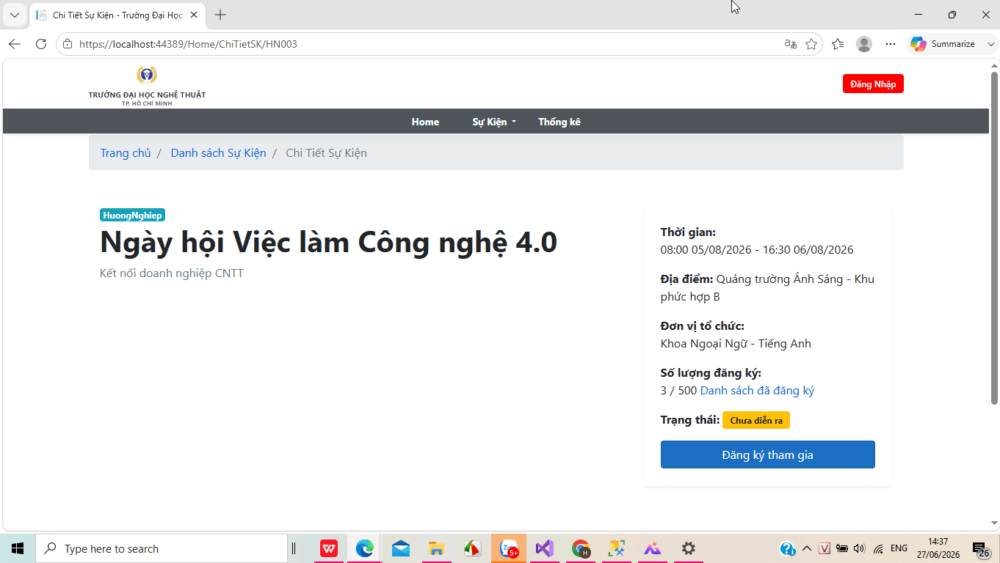 Chi Tiết Sự Kiện - Trường Đại Học
https://localhost:44389/Home/ChiTietSK/HN003
Summarize
TRƯỜNG ĐẠI HỌC NGHỆ THUẬT
TP. HỒ CHÍ MINH
Đăng Nhập
Home Sự Kiện Thống kê
Trang chủ / Danh sách Sự Kiện / Chi Tiết Sự Kiện
HuongNghiep
Ngày hội Việc làm Công nghệ 4.0
Kết nối doanh nghiệp CNTT
Thời gian:
08:00 05/08/2026 - 16:30 06/08/2026
Địa điểm: Quảng trường Ánh Sáng - Khu
phức hợp B
Đơn vị tổ chức:
Khoa Ngoại Ngữ - Tiếng Anh
Số lượng đăng ký:
3 / 500 Danh sách đã đăng ký
Trạng thái: Chưa diễn ra
Đăng ký tham gia
Type here to search
5+
H
V
ENG
14:37
27/06/2026
26